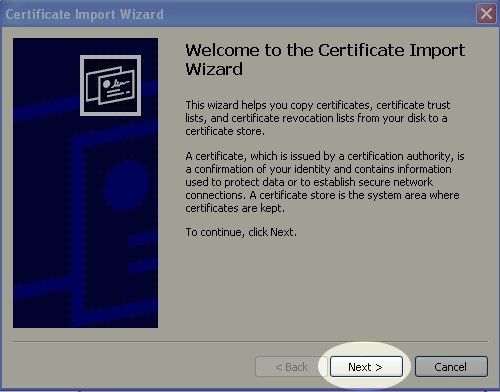 Certificate Import Wizard
Welcome to the Certificate Import
Wizard
This wizard helps you copy certificates, certificate trust
lists, and certificate revocation lists from your disk to a
certificate store.
A certificate, which is issued by a certification authority, is
a confirmation of your identity and contains information
used to protect data or to establish secure network
connections. A certificate store is the system area where
certificates are kept.
To continue, click Next.
< Back
Next >
Cancel